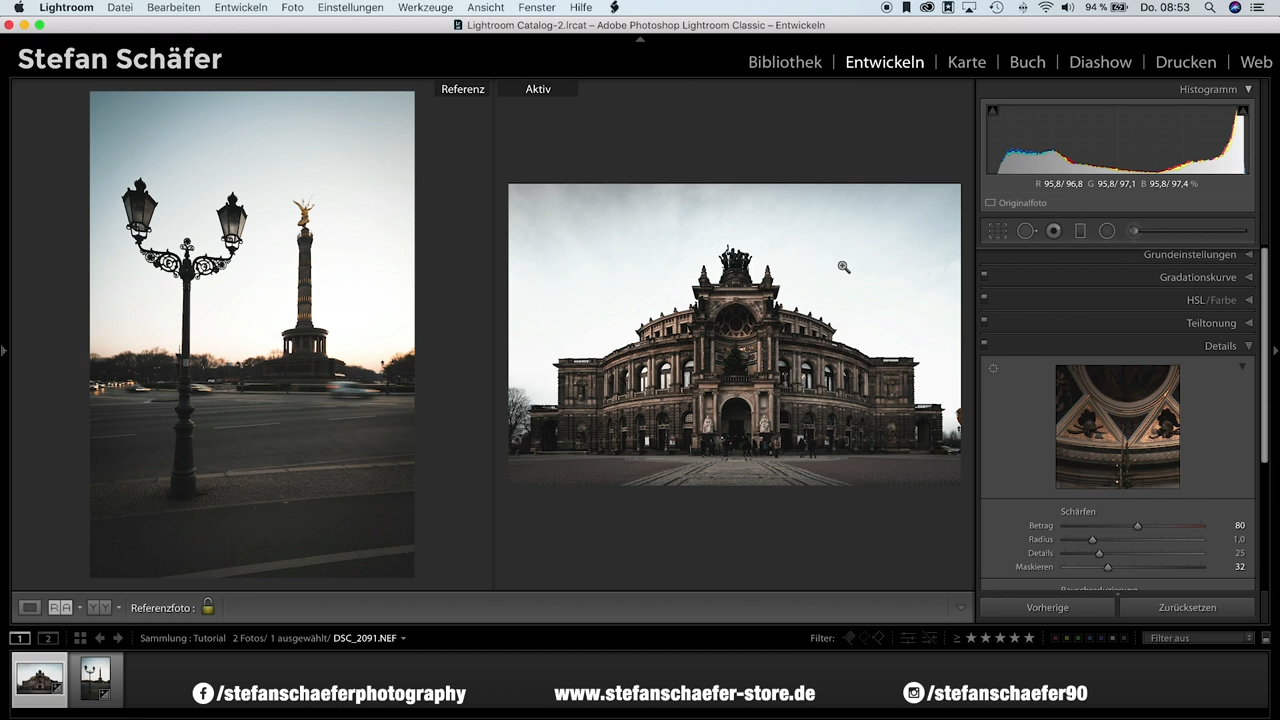 Lightroom Datei Bearbeiten Entwickeln Foto Einstellungen Werkzeuge Ansicht Fenster Hilfe 94 % Do. 08:53
Lightroom Catalog-2.lrcat – Adobe Photoshop Lightroom Classic – Entwickeln
Stefan Schäfer
Bibliothek | Entwickeln | Karte | Buch | Diashow | Drucken | Web
Referenz Aktiv Histogramm
R 95,8/ 96,8 G 95,8/ 97,1 B 95,8/ 97,4 %
Originalfoto
Grundeinstellungen
Gradationskurve
HSL / Farbe
Teiltonung
Details
Schärfen
Betrag 80
Radius 1,0
Details 25
Maskieren 32
Rauschreduzierung
R A Y Y Referenzfoto : Vorherige Zurücksetzen
1 2 Sammlung : Tutorial 2 Fotos/ 1 ausgewählt/ DSC_2091.NEF Filter: ≥ ★★★★★ Filter aus
/stefanschaeferphotography www.stefanschaefer-store.de /stefanschaefer90